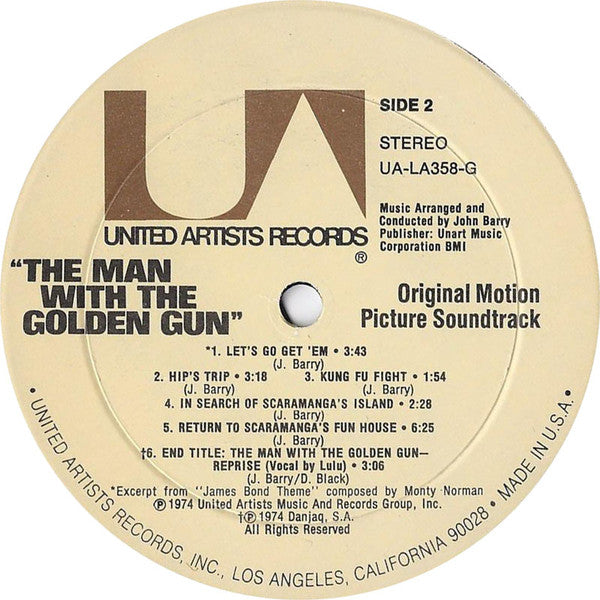 UA
SIDE 2
STEREO
UA-LA358-G
Music Arranged and
Conducted by John Barry
Publisher: Unart Music
Corporation BMI
UNITED ARTISTS RECORDS
®
"THE MAN
WITH THE
GOLDEN GUN"
Original Motion
Picture Soundtrack
*1. LET'S GO GET 'EM • 3:43
(J. Barry)
2. HIP'S TRIP • 3:18 3. KUNG FU FIGHT • 1:54
(J. Barry) (J. Barry)
4. IN SEARCH OF SCARAMANGA'S ISLAND • 2:28
(J. Barry)
5. RETURN TO SCARAMANGA'S FUN HOUSE • 6:25
(J. Barry)
†6. END TITLE: THE MAN WITH THE GOLDEN GUN—
REPRISE (Vocal by Lulu) • 3:06
(J. Barry/D. Black)
*Excerpt from "James Bond Theme" composed by Monty Norman
℗1974 United Artists Music And Records Group, Inc.
†℗1974 Danjaq, S.A.
All Rights Reserved
• UNITED ARTISTS RECORDS, INC., LOS ANGELES, CALIFORNIA 90028 • MADE IN U.S.A. •